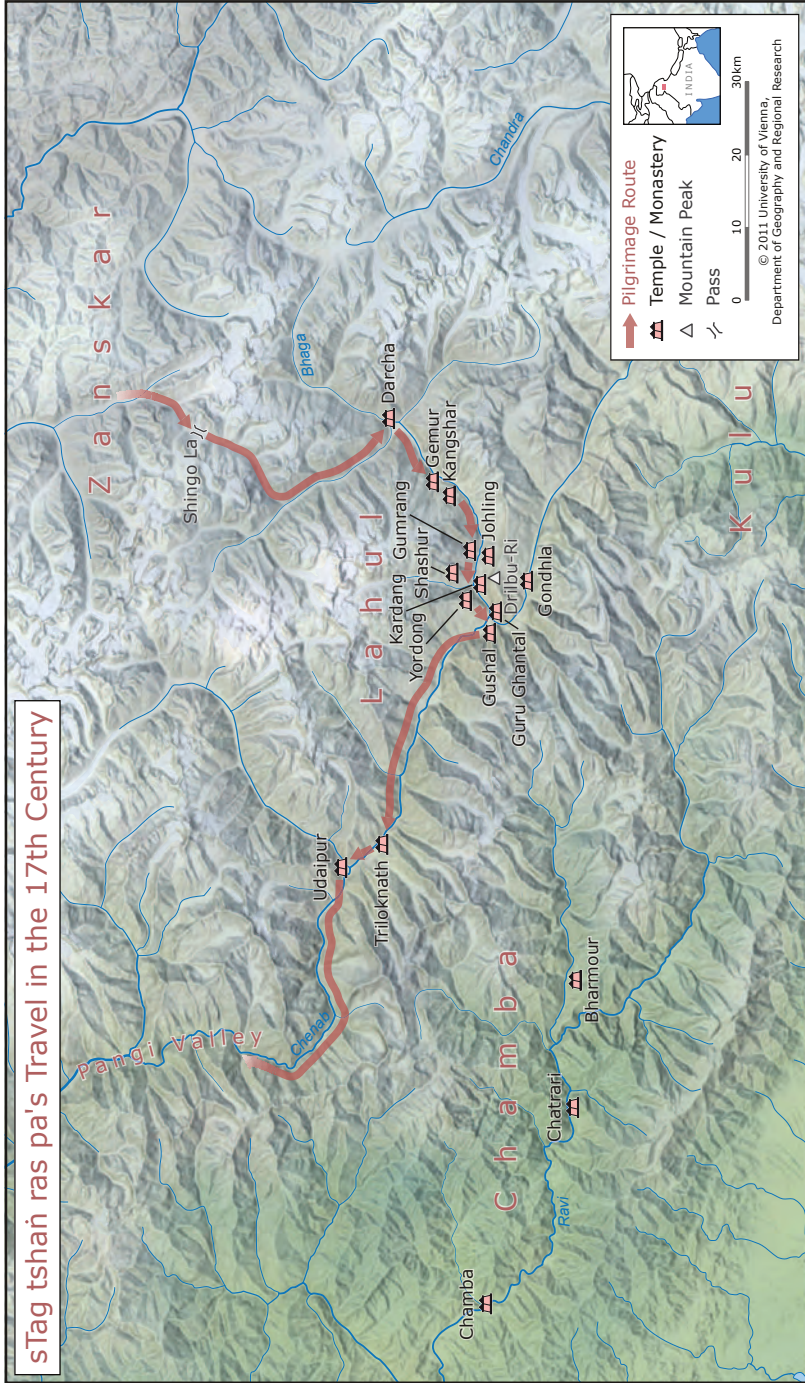 sTag tshaṅ ras pa's Travel in the 17th Century
Zanskar
Shingo La
Pangi Valley
Chenab
Udaipur
Triloknath
Lahul
Bhaga
Darcha
Gemur
Kangshar
Gumrang
Shashur
Kardang
Yordong
Johling
Drilbu-Ri
Gushal
Guru Ghantal
Gondhla
Chandra
Kulu
Chamba
Chamba
Ravi
Chatrari
Bharmour
Pilgrimage Route
Temple / Monastery
Mountain Peak
Pass
INDIA
0 10 20 30km
© 2011 University of Vienna,
Department of Geography and Regional Research